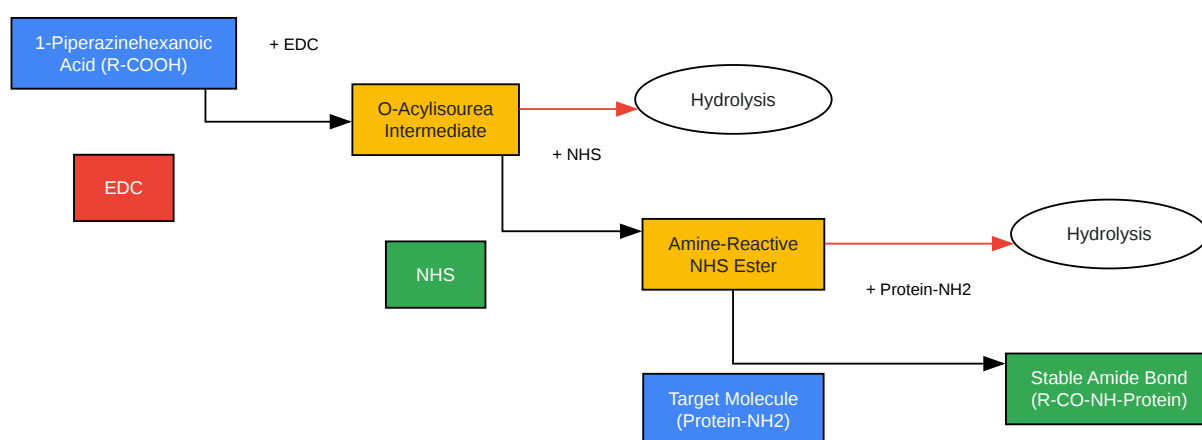 1-Piperazinehexanoic
Acid (R-COOH)
+ EDC
O-Acylisourea
Intermediate
Hydrolysis
+ NHS
EDC
Amine-Reactive
NHS Ester
Hydrolysis
NHS
+ Protein-NH2
Target Molecule
(Protein-NH2)
Stable Amide Bond
(R-CO-NH-Protein)